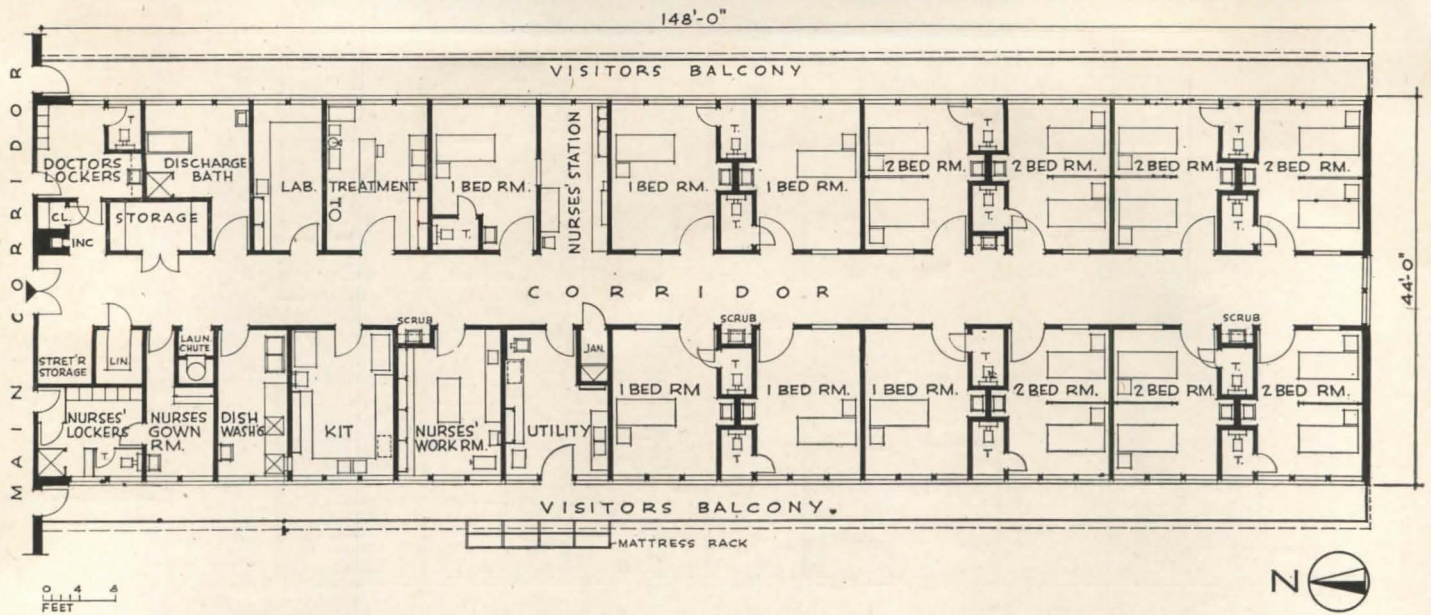 148'-0"
VISITORS BALCONY
MAIN CORRIDOR
DOCTORS
LOCKERS
T.
DISCHARGE
BATH
LAB.
TREATMENT
TO
1 BED RM.
T.
NURSES' STATION
1 BED RM.
T.
T.
1 BED RM.
2 BED RM.
T.
T.
2 BED RM.
2 BED RM.
T.
T.
2 BED RM.
CL.
INC
STORAGE
44'-0"
CORRIDOR
STRET'R
STORAGE
LIN.
LAUN.
CHUTE
SCRUB
JAN.
SCRUB
SCRUB
NURSES'
LOCKERS
T.
NURSES
GOWN
RM.
DISH
WASH'G
KIT
NURSES'
WORK RM.
UTILITY
1 BED RM
T.
T
1 BED RM.
1 BED RM.
T.
T.
2 BED RM.
2 BED RM.
T.
T.
2 BED RM.
VISITORS BALCONY.
MATTRESS RACK
0 4 8
FEET
N